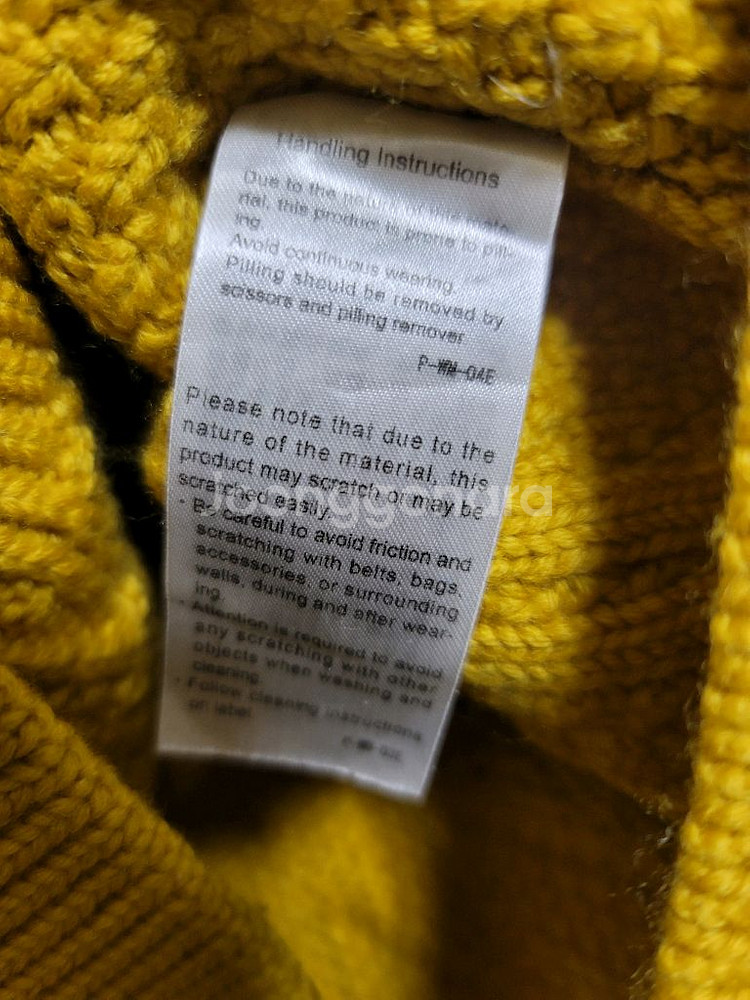 Handling Instructions
Due to the nature of this mate-
rial, this product is prone to pill-
ing.
Avoid continuous wearing.
Pilling should be removed by
scissors and pilling remover
P-WM-04E
Please note that due to the
nature of the material, this
product may scratch or may be
scratched easily.
· Be careful to avoid friction and
scratching with belts, bags,
accessories, or surrounding
walls, during and after wear-
ing.
· Attention is required to avoid
any scratching with other
objects when washing and
cleaning.
· Follow cleaning instructions
on label.
Joonggonara